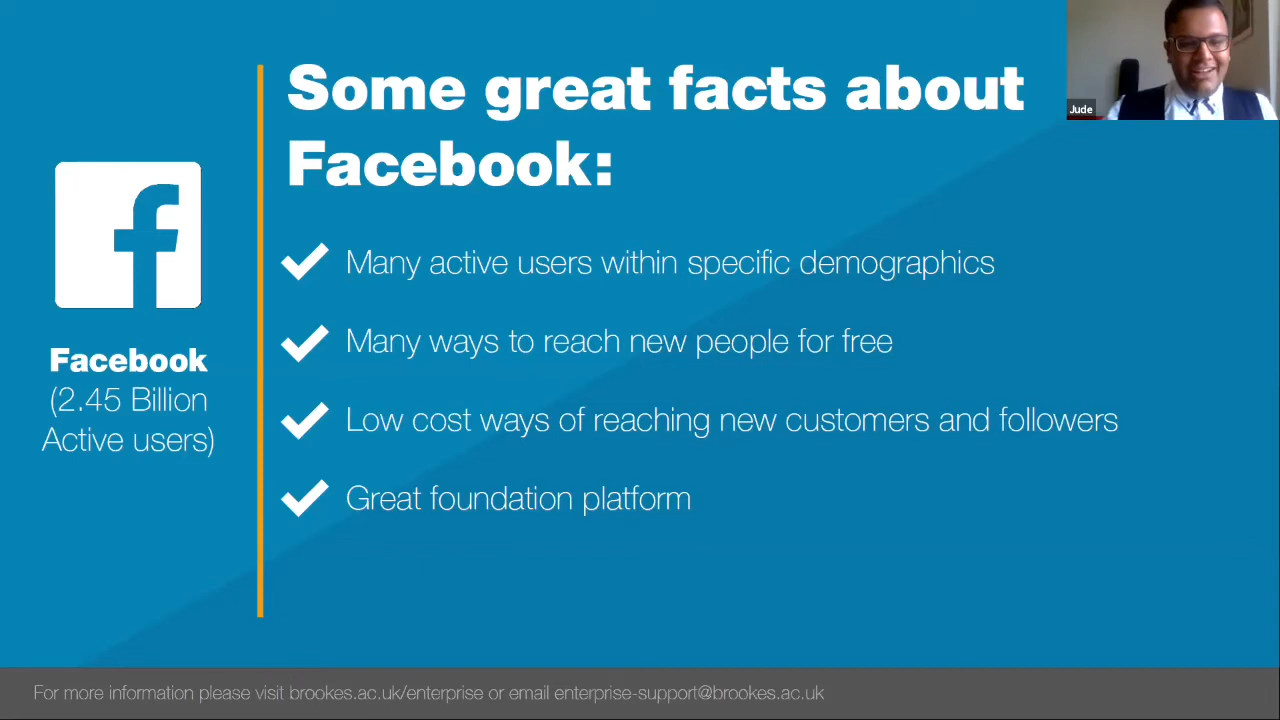 Some great facts about
Facebook:
Jude
Facebook
(2.45 Billion
Active users)
Many active users within specific demographics
Many ways to reach new people for free
Low cost ways of reaching new customers and followers
Great foundation platform
For more information please visit brookes.ac.uk/enterprise or email enterprise-support@brookes.ac.uk